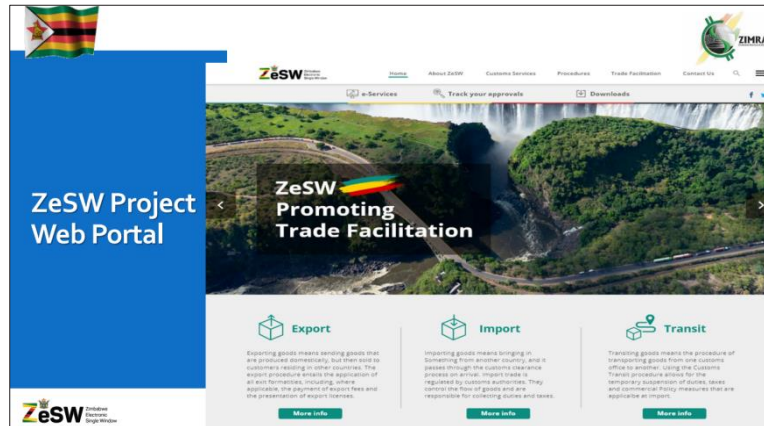 ZIMRA
ZeSW Zimbabwe Electronic Single Window
Home About ZeSW Customs Services Procedures Trade Facilitation Contact Us
e-Services Track your approvals Downloads
ZeSW Project
Web Portal
ZeSW
Promoting
Trade Facilitation
Export
Exporting goods means sending goods that
are produced domestically, but then sold to
customers residing in other countries. The
export procedure entails the application of
all exit formalities, including, where
applicable, the payment of export fees and
the presentation of export licenses.
More info
Import
Importing goods means bringing in
Something from another country, and it
passes through the customs clearance
process on arrival. Import trade is
regulated by customs authorities. They
control the flow of goods and are
responsible for collecting duties and taxes.
More info
Transit
Transiting goods means the procedure of
transporting goods from one customs
office to another. Using the Customs
Transit procedure allows for the
temporary suspension of duties, taxes
and commercial Policy measures that are
applicable at import.
More info
ZeSW
Zimbabwe
Electronic
Single Window